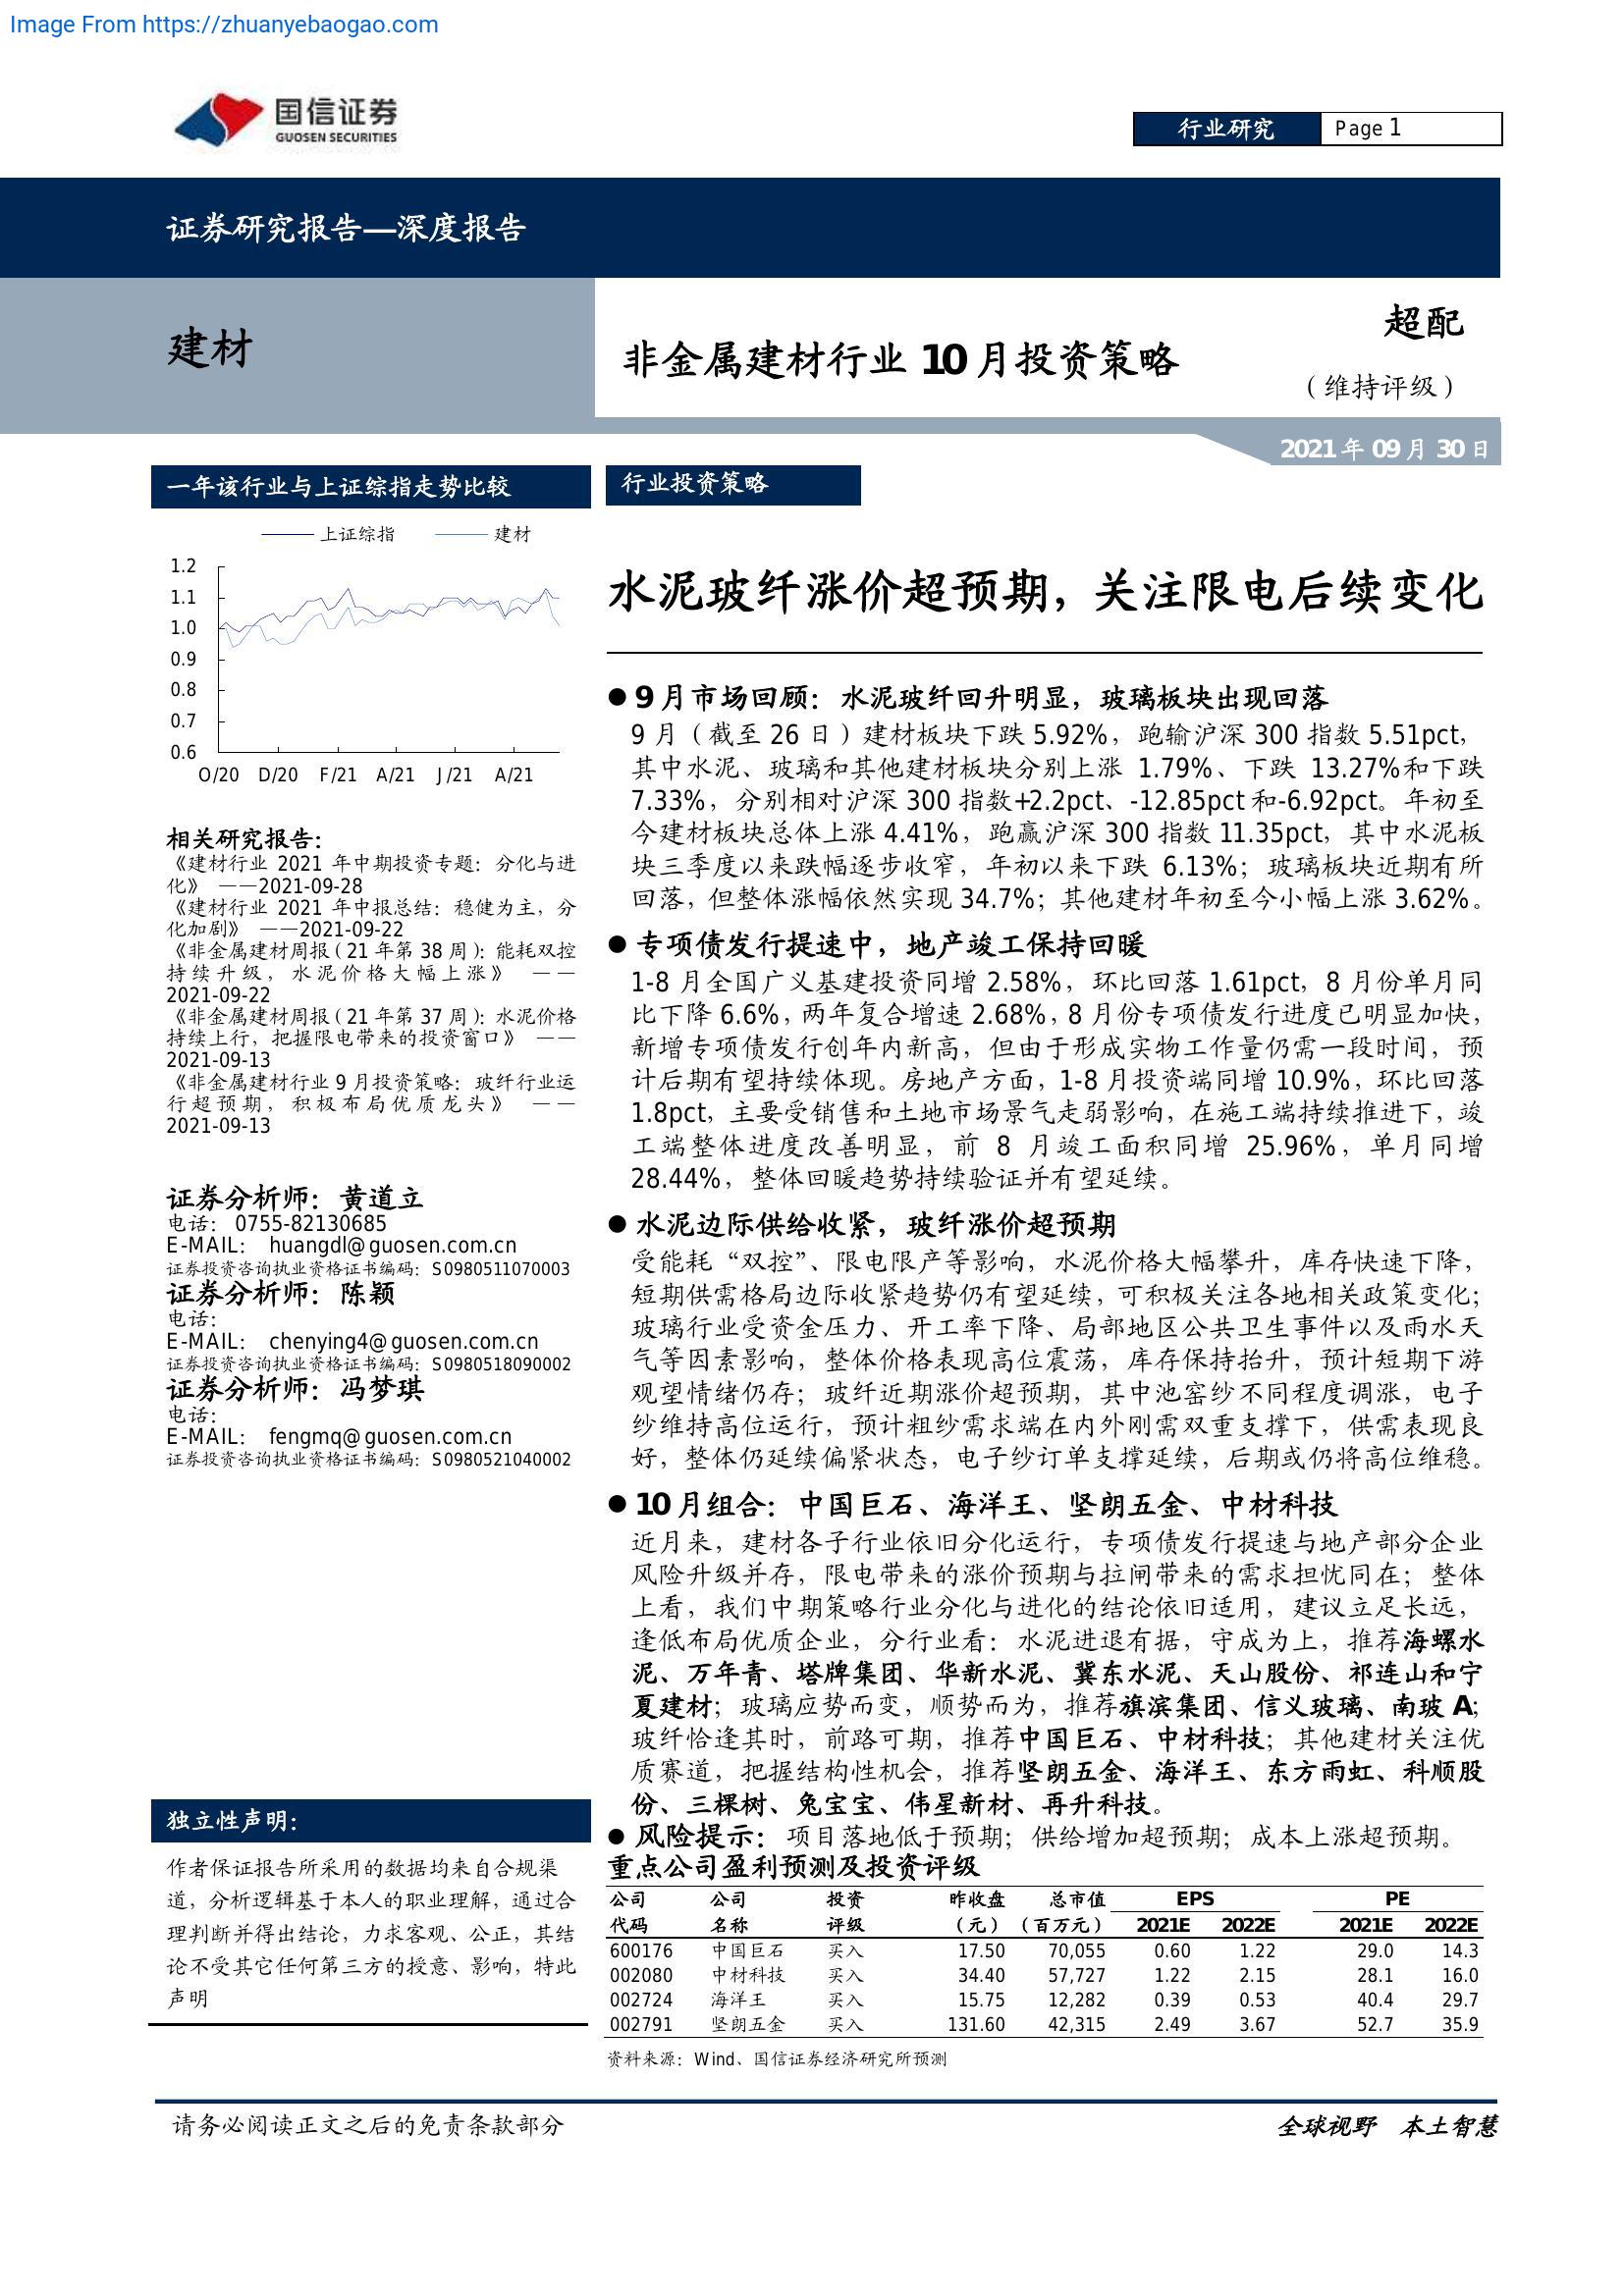 Image From https://zhuanyebaogao.com
国信证券
GUOSEN SECURITIES
行业研究
Page 1
证券研究报告—深度报告
建材
非金属建材行业 10 月投资策略
超配
（维持评级）
2021 年 09 月 30 日
一年该行业与上证综指走势比较
上证综指 建材
1.2
1.1
1.0
0.9
0.8
0.7
0.6
O/20 D/20 F/21 A/21 J/21 A/21
相关研究报告：
《建材行业 2021 年中期投资专题：分化与进
化》 ——2021-09-28
《建材行业 2021 年中报总结：稳健为主，分
化加剧》 ——2021-09-22
《非金属建材周报（21 年第 38 周）：能耗双控
持续升级，水泥价格大幅上涨》 ——
2021-09-22
《非金属建材周报（21 年第 37 周）：水泥价格
持续上行，把握限电带来的投资窗口》 ——
2021-09-13
《非金属建材行业 9 月投资策略：玻纤行业运
行超预期，积极布局优质龙头》 ——
2021-09-13
证券分析师：黄道立
电话： 0755-82130685
E-MAIL： huangdl@guosen.com.cn
证券投资咨询执业资格证书编码：S0980511070003
证券分析师：陈颖
电话：
E-MAIL： chenying4@guosen.com.cn
证券投资咨询执业资格证书编码：S0980518090002
证券分析师：冯梦琪
电话：
E-MAIL： fengmq@guosen.com.cn
证券投资咨询执业资格证书编码：S0980521040002
独立性声明：
作者保证报告所采用的数据均来自合规渠
道，分析逻辑基于本人的职业理解，通过合
理判断并得出结论，力求客观、公正，其结
论不受其它任何第三方的授意、影响，特此
声明
行业投资策略
水泥玻纤涨价超预期，关注限电后续变化
● 9 月市场回顾：水泥玻纤回升明显，玻璃板块出现回落
9 月（截至 26 日）建材板块下跌 5.92%，跑输沪深 300 指数 5.51pct，
其中水泥、玻璃和其他建材板块分别上涨 1.79%、下跌 13.27%和下跌
7.33%，分别相对沪深 300 指数+2.2pct、-12.85pct 和-6.92pct。年初至
今建材板块总体上涨 4.41%，跑赢沪深 300 指数 11.35pct，其中水泥板
块三季度以来跌幅逐步收窄，年初以来下跌 6.13%；玻璃板块近期有所
回落，但整体涨幅依然实现 34.7%；其他建材年初至今小幅上涨 3.62%。
● 专项债发行提速中，地产竣工保持回暖
1-8 月全国广义基建投资同增 2.58%，环比回落 1.61pct，8 月份单月同
比下降 6.6%，两年复合增速 2.68%，8 月份专项债发行进度已明显加快，
新增专项债发行创年内新高，但由于形成实物工作量仍需一段时间，预
计后期有望持续体现。房地产方面，1-8 月投资端同增 10.9%，环比回落
1.8pct，主要受销售和土地市场景气走弱影响，在施工端持续推进下，竣
工端整体进度改善明显，前 8 月竣工面积同增 25.96%，单月同增
28.44%，整体回暖趋势持续验证并有望延续。
● 水泥边际供给收紧，玻纤涨价超预期
受能耗“双控”、限电限产等影响，水泥价格大幅攀升，库存快速下降，
短期供需格局边际收紧趋势仍有望延续，可积极关注各地相关政策变化；
玻璃行业受资金压力、开工率下降、局部地区公共卫生事件以及雨水天
气等因素影响，整体价格表现高位震荡，库存保持抬升，预计短期下游
观望情绪仍存；玻纤近期涨价超预期，其中池窑纱不同程度调涨，电子
纱维持高位运行，预计粗纱需求端在内外刚需双重支撑下，供需表现良
好，整体仍延续偏紧状态，电子纱订单支撑延续，后期或仍将高位维稳。
● 10 月组合：中国巨石、海洋王、坚朗五金、中材科技
近月来，建材各子行业依旧分化运行，专项债发行提速与地产部分企业
风险升级并存，限电带来的涨价预期与拉闸带来的需求担忧同在；整体
上看，我们中期策略行业分化与进化的结论依旧适用，建议立足长远，
逢低布局优质企业，分行业看：水泥进退有据，守成为上，推荐海螺水
泥、万年青、塔牌集团、华新水泥、冀东水泥、天山股份、祁连山和宁
夏建材；玻璃应势而变，顺势而为，推荐旗滨集团、信义玻璃、南玻 A；
玻纤恰逢其时，前路可期，推荐中国巨石、中材科技；其他建材关注优
质赛道，把握结构性机会，推荐坚朗五金、海洋王、东方雨虹、科顺股
份、三棵树、兔宝宝、伟星新材、再升科技。
● 风险提示：项目落地低于预期；供给增加超预期；成本上涨超预期。
重点公司盈利预测及投资评级
公司 公司 投资 昨收盘 总市值 EPS PE
代码 名称 评级 （元） （百万元） 2021E 2022E 2021E 2022E
600176 中国巨石 买入 17.50 70,055 0.60 1.22 29.0 14.3
002080 中材科技 买入 34.40 57,727 1.22 2.15 28.1 16.0
002724 海洋王 买入 15.75 12,282 0.39 0.53 40.4 29.7
002791 坚朗五金 买入 131.60 42,315 2.49 3.67 52.7 35.9
资料来源：Wind、国信证券经济研究所预测
请务必阅读正文之后的免责条款部分
全球视野 本土智慧